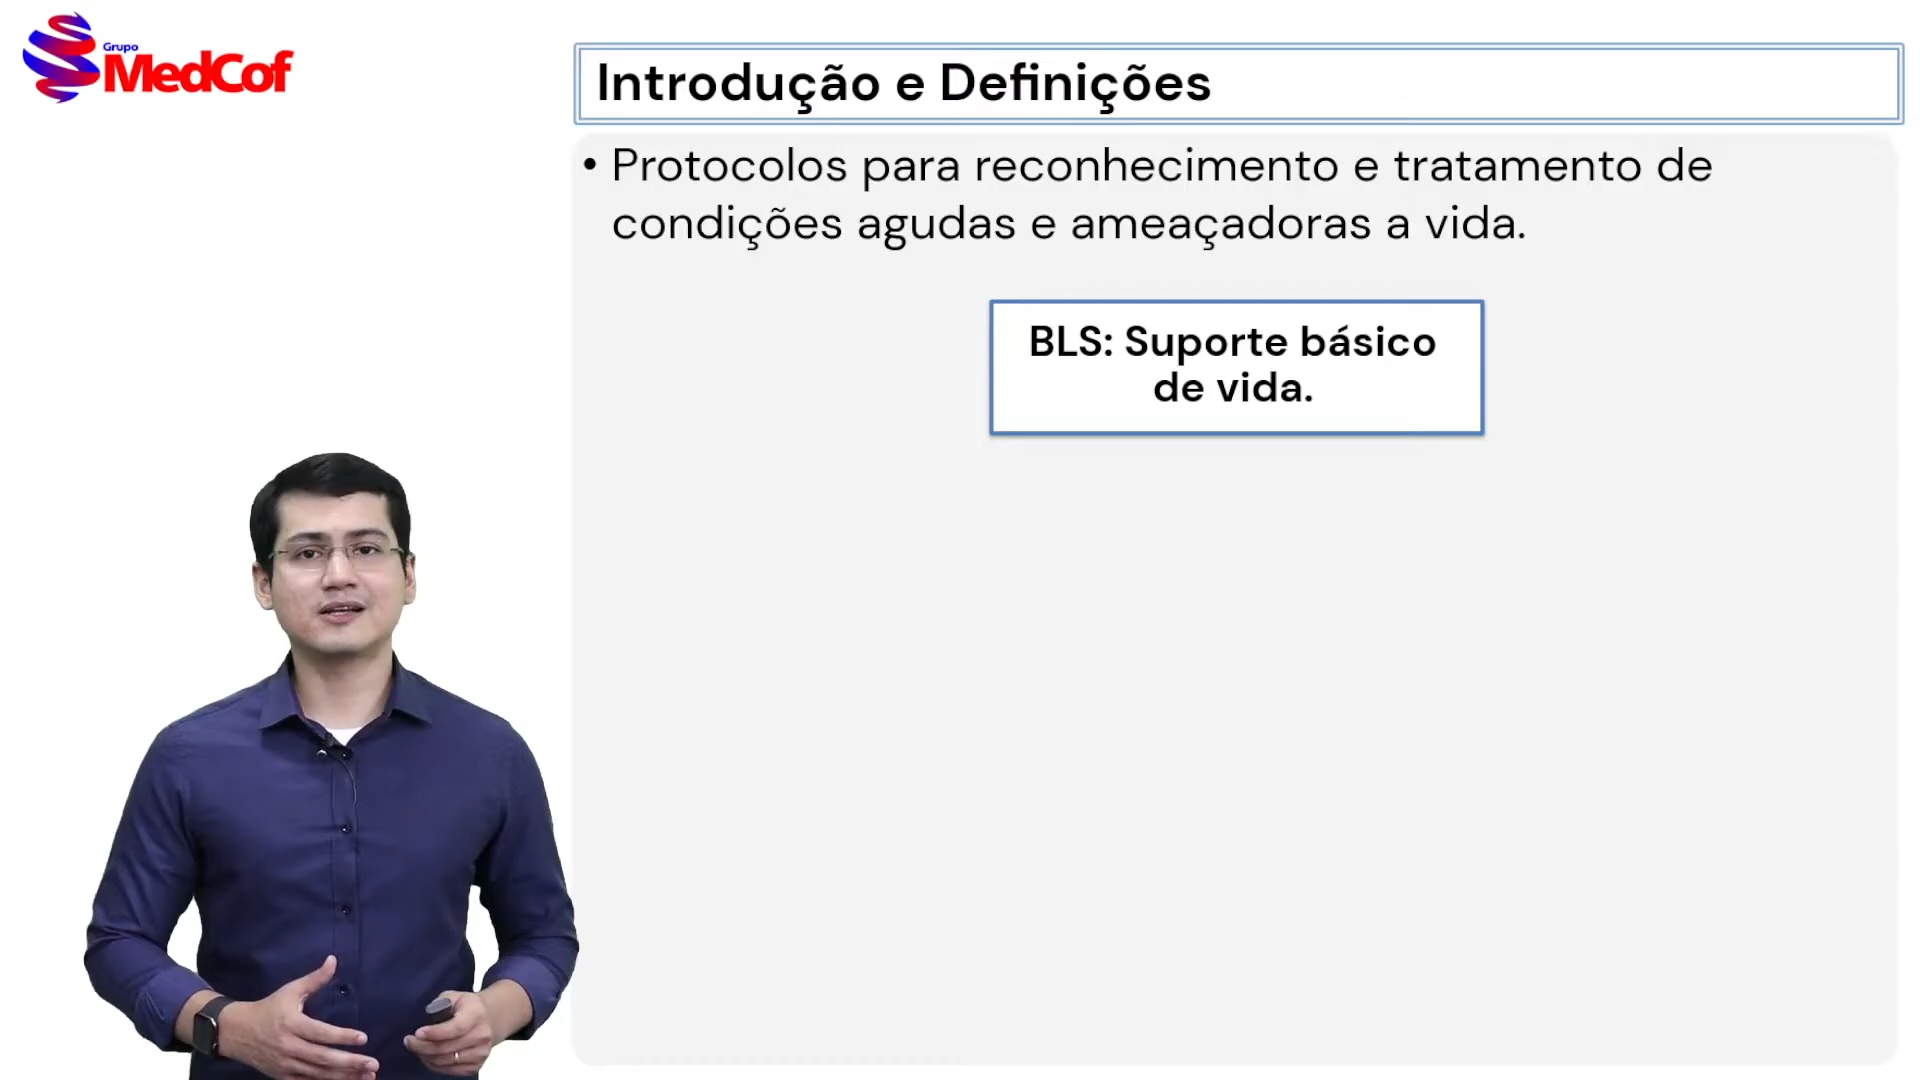 Grupo
MedCof
Introdução e Definições
• Protocolos para reconhecimento e tratamento de
condições agudas e ameaçadoras a vida.
BLS: Suporte básico
de vida.